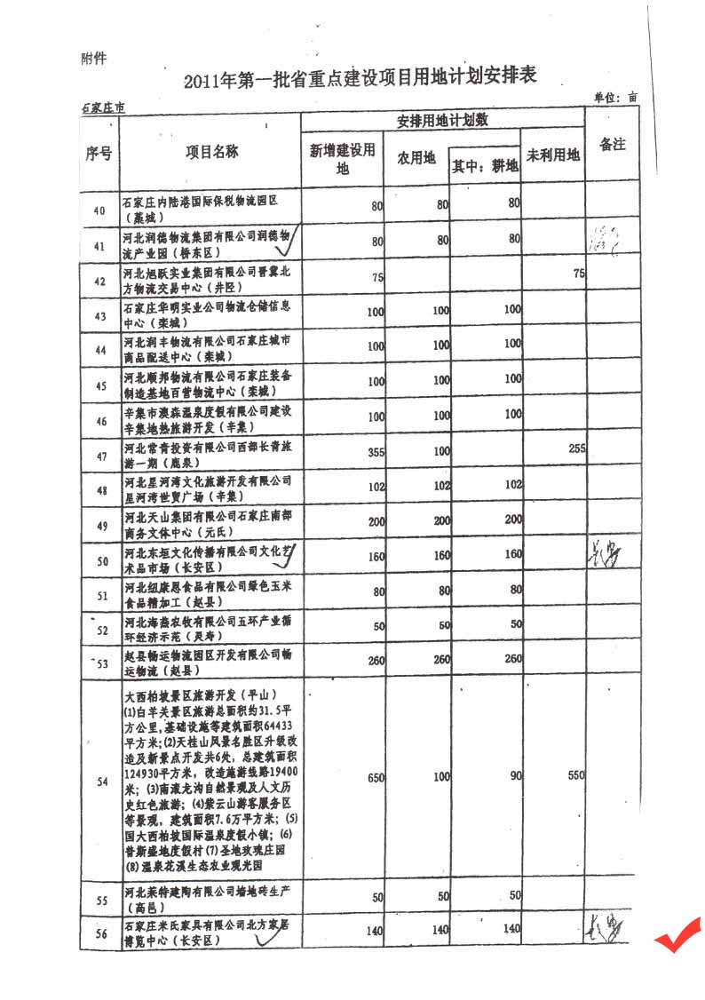 附件
2011年第一批省重点建设项目用地计划安排表
石家庄市
单位：亩
序号 项目名称 安排用地计划数 备注
新增建设用地 农用地 其中：耕地 未利用地
40 石家庄内陆港国际保税物流园区 80 80 80
（藁城）
41 河北润德物流集团有限公司润德物 80 80 80
流产业园（桥东区）
42 河北旭跃实业集团有限公司晋冀北 75 75
方物流交易中心（井陉）
43 石家庄华明实业公司物流仓储信息 100 100 100
中心（栾城）
44 河北润丰物流有限公司石家庄城市 100 100 100
商品配送中心（栾城）
45 河北顺邦物流有限公司石家庄装备 100 100 100
制造基地百营物流中心（栾城）
46 辛集市澳森温泉度假有限公司建设 100 100 100
辛集地热旅游开发（辛集）
47 河北常青投资有限公司西部长青旅 355 100 255
游一期（鹿泉）
48 河北星河湾文化旅游开发有限公司 102 102 102
星河湾世贸广场（辛集）
49 河北天山集团有限公司石家庄南部 200 200 200
商务文体中心（元氏）
50 河北东垣文化传播有限公司文化艺 160 160 160 长安
术品市场（长安区）
51 河北纽康恩食品有限公司绿色玉米 80 80 80
食品精加工（赵县）
52 河北海燕农牧有限公司五环产业循 50 50 50
环经济示范（灵寿）
53 赵县畅运物流园区开发有限公司畅 260 260 260
运物流（赵县）
54 大西柏坡景区旅游开发（平山） 650 100 90 550
(1)白羊关景区旅游总面积约31.5平
方公里,基础设施等建筑面积64433
平方米;(2)天桂山风景名胜区升级改
造及新景点开发共6处，总建筑面积
124930平方米，改造旅游线路19400
米；(3)南滚龙沟自然景观及人文历
史红色旅游；(4)紫云山游客服务区
等景观，建筑面积7.6万平方米；(5)
国大西柏坡国际温泉度假小镇；(6)
普斯盛地度假村(7)圣地玫瑰庄园
(8)温泉花溪生态农业观光园
55 河北莱特建陶有限公司墙地砖生产 50 50 50
（高邑）
56 石家庄米氏家具有限公司北方家居 140 140 140 长安
博览中心（长安区）